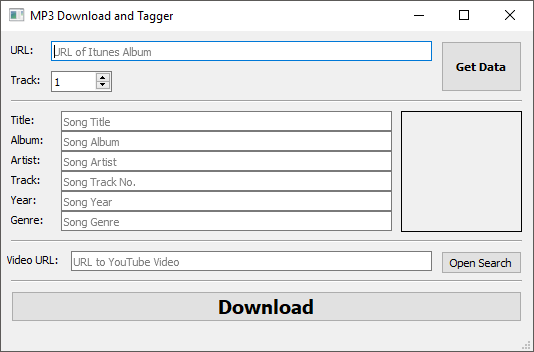 MP3 Download and Tagger
URL: URL of Itunes Album
Get Data
Track: 1
Title: Song Title
Album: Song Album
Artist: Song Artist
Track: Song Track No.
Year: Song Year
Genre: Song Genre
Video URL: URL to YouTube Video Open Search
Download